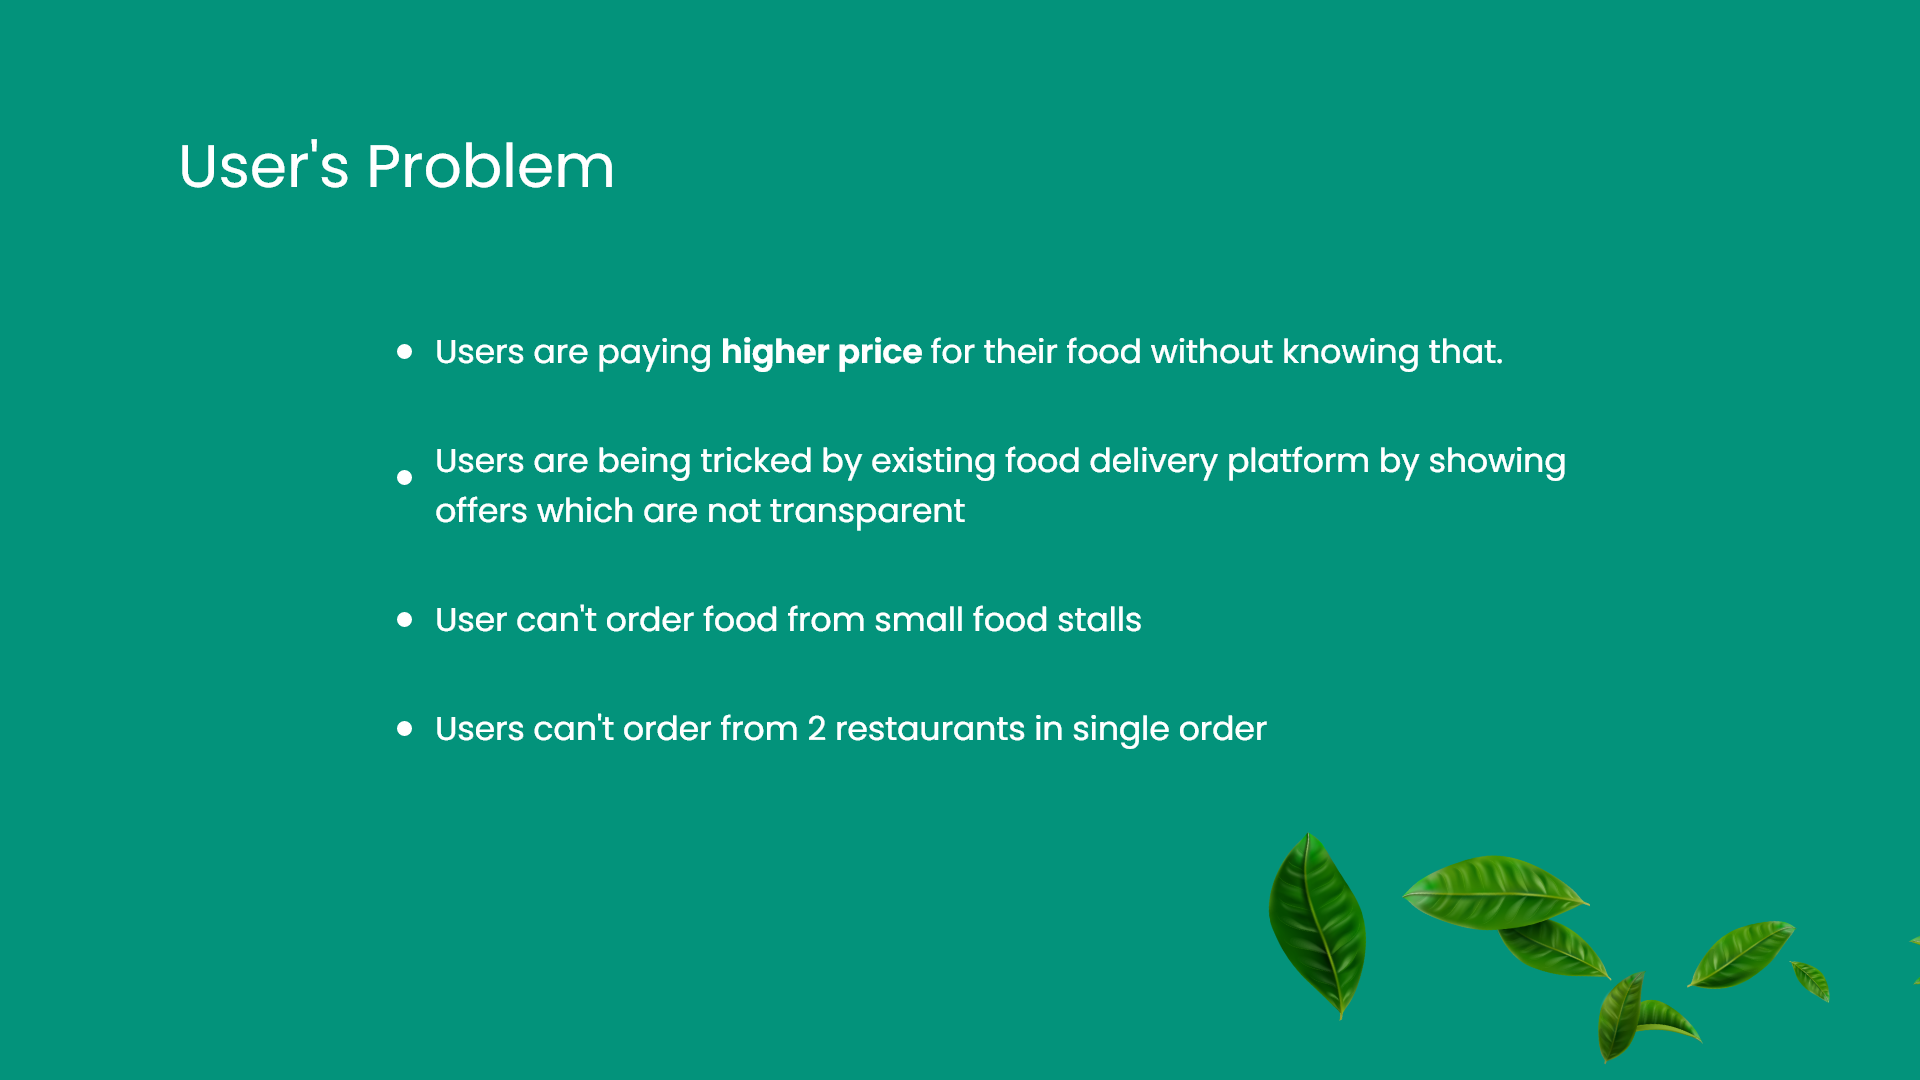 User's Problem
Users are paying higher price for their food without knowing that.
Users are being tricked by existing food delivery platform by showing
offers which are not transparent
User can't order food from small food stalls
Users can't order from 2 restaurants in single order